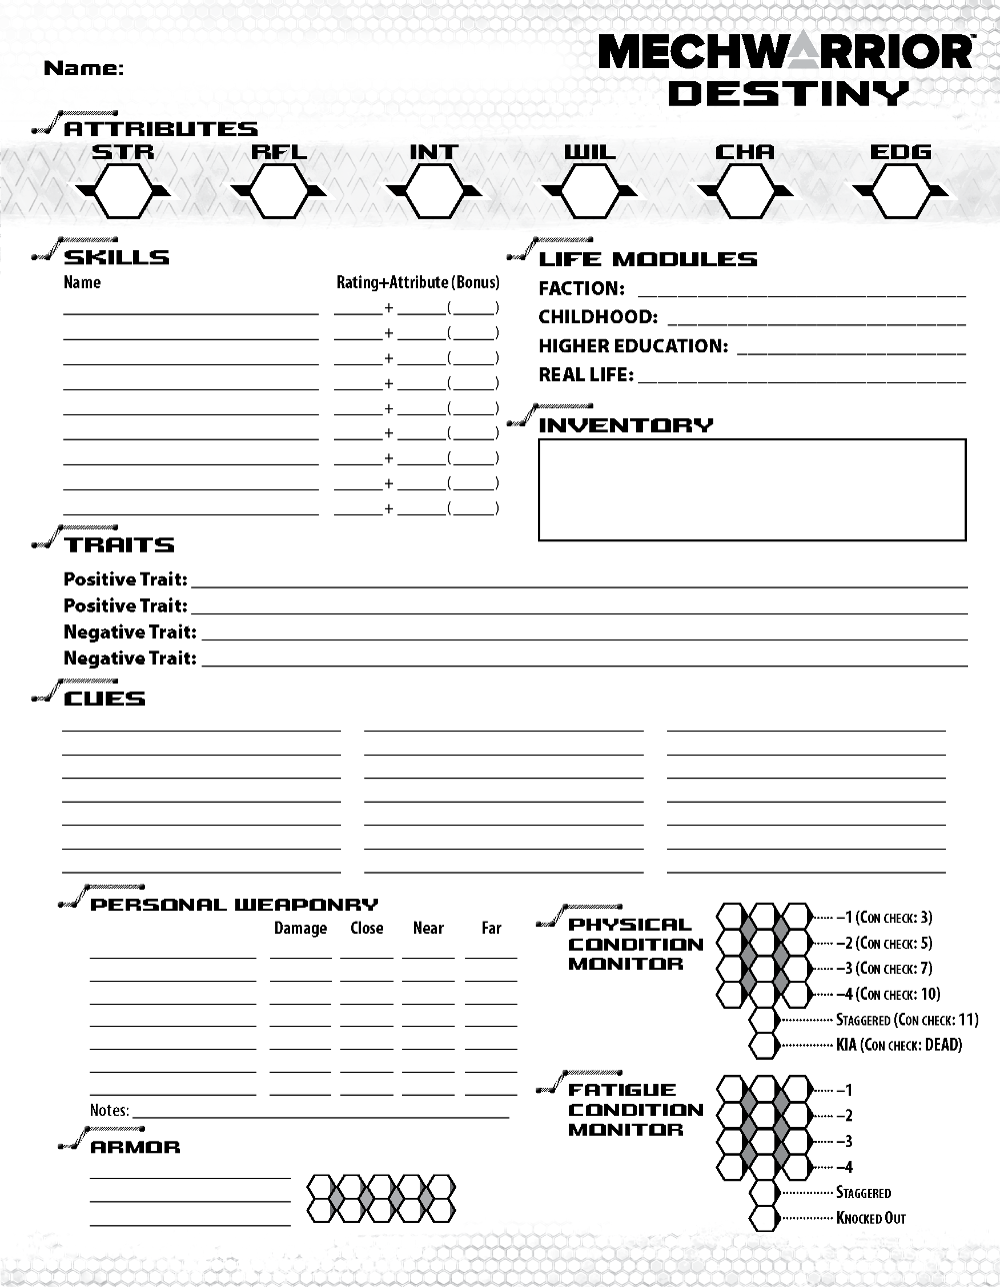 MECHWARRIOR™
DESTINY
Name:
ATTRIBUTES
STR RFL INT WIL CHA EDG
SKILLS
Name Rating+Attribute (Bonus)
+ ( )
+ ( )
+ ( )
+ ( )
+ ( )
+ ( )
+ ( )
+ ( )
+ ( )
LIFE MODULES
FACTION:
CHILDHOOD:
HIGHER EDUCATION:
REAL LIFE:
INVENTORY
TRAITS
Positive Trait:
Positive Trait:
Negative Trait:
Negative Trait:
CUES
PERSONAL WEAPONRY
Damage Close Near Far
Notes:
ARMOR
PHYSICAL
CONDITION
MONITOR
–1 (Con check: 3)
–2 (Con check: 5)
–3 (Con check: 7)
–4 (Con check: 10)
Staggered (Con check: 11)
KIA (Con check: DEAD)
FATIGUE
CONDITION
MONITOR
–1
–2
–3
–4
Staggered
Knocked Out